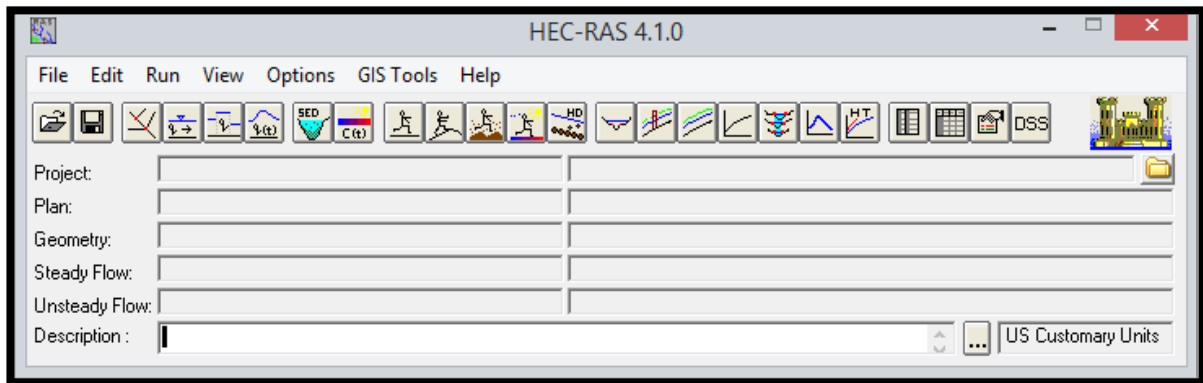 HEC-RAS 4.1.0
File Edit Run View Options GIS Tools Help
SED C(t) HD HT DSS
Project:
Plan:
Geometry:
Steady Flow:
Unsteady Flow:
Description :
... US Customary Units